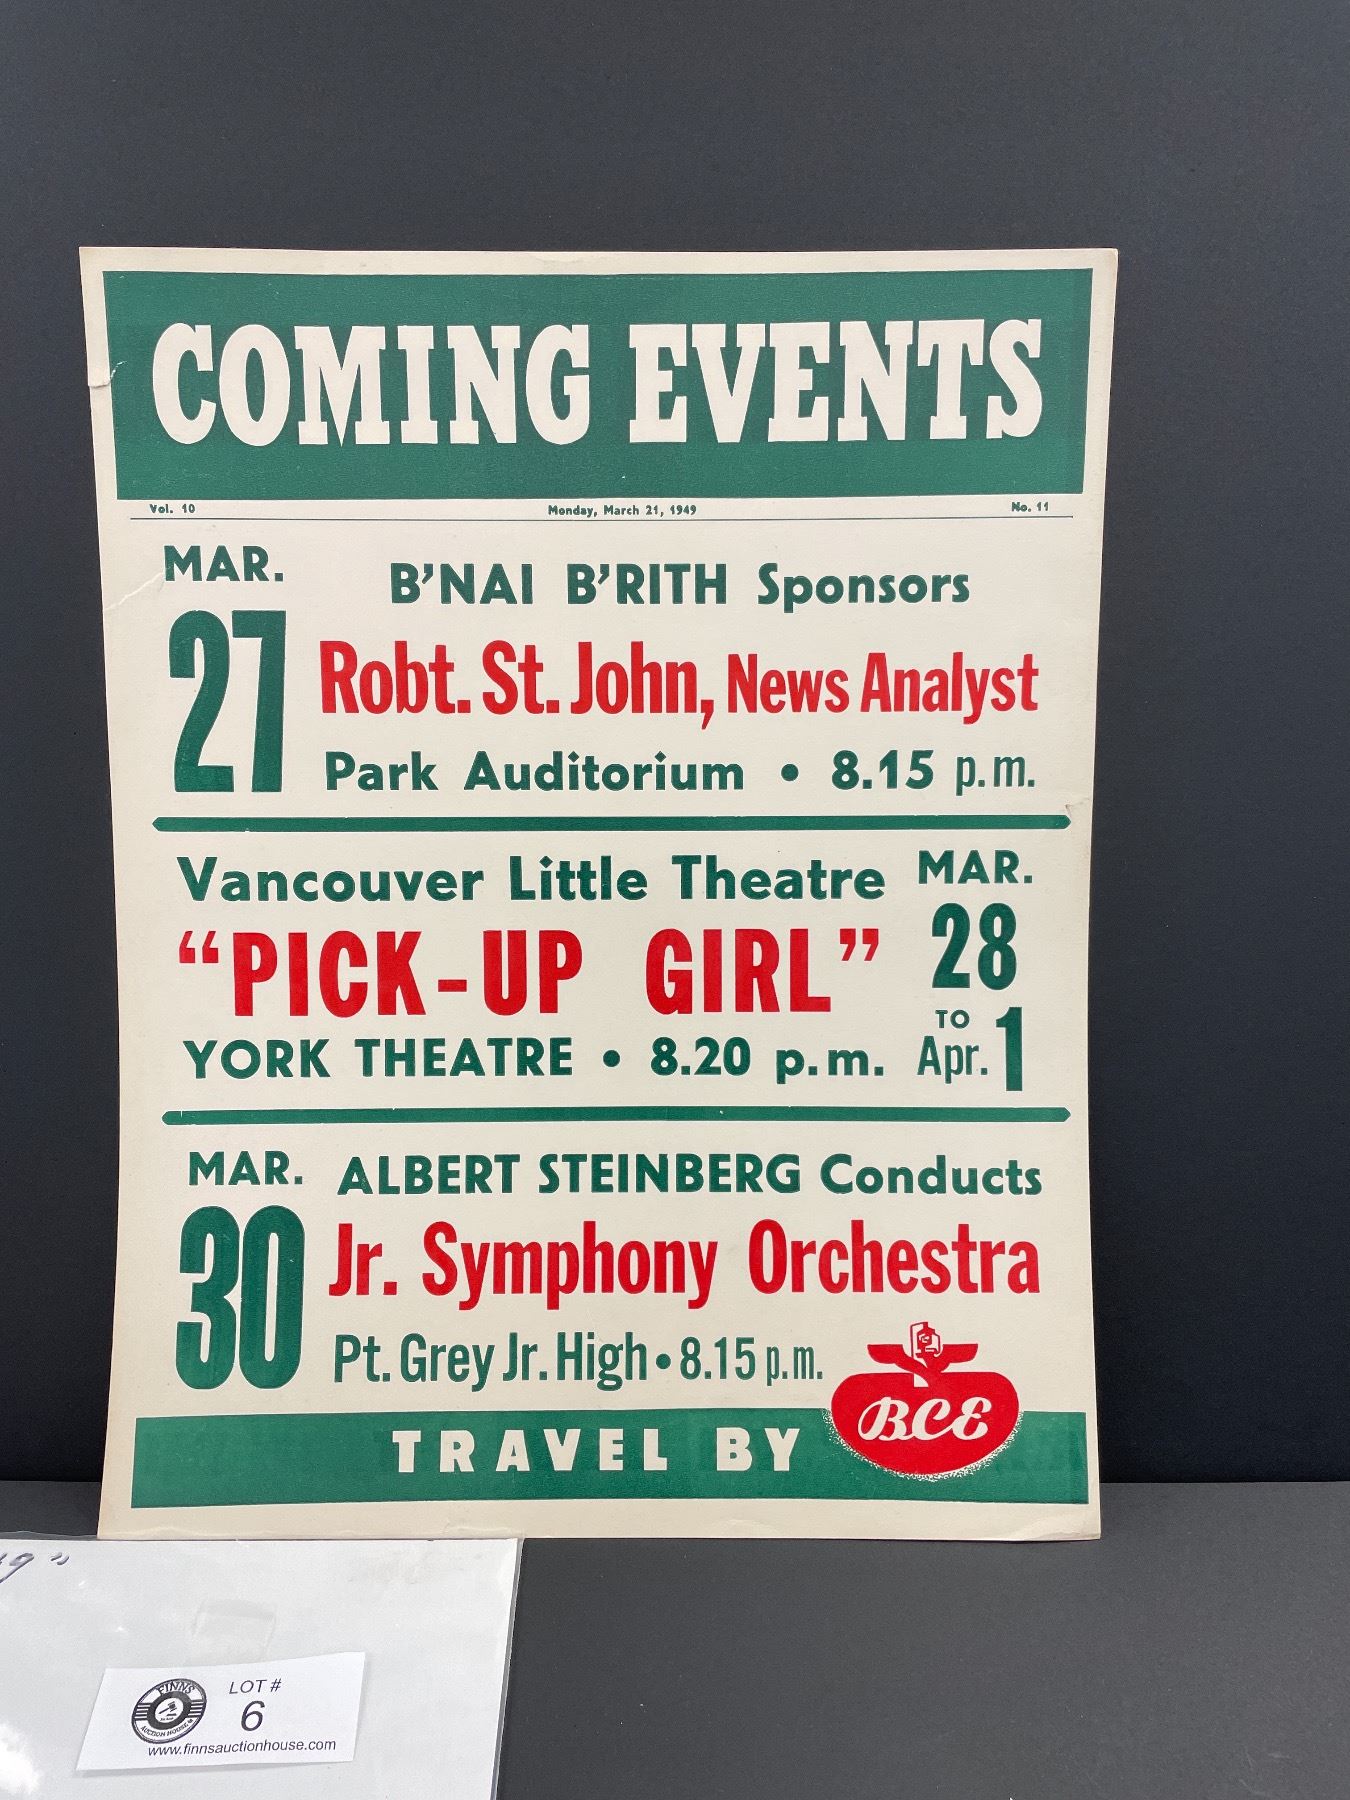 COMING EVENTS
Vol. 10 Monday, March 21, 1949 No. 11
MAR.
27
B'NAI B'RITH Sponsors
Robt. St. John, News Analyst
Park Auditorium • 8.15 p.m.
Vancouver Little Theatre
"PICK-UP GIRL"
YORK THEATRE • 8.20 p.m.
MAR.
28
TO
Apr. 1
MAR.
30
ALBERT STEINBERG Conducts
Jr. Symphony Orchestra
Pt. Grey Jr. High • 8.15 p.m.
TRAVEL BY
BCE
FINNS
AUCTION HOUSE
LOT #
6
www.finnsauctionhouse.com